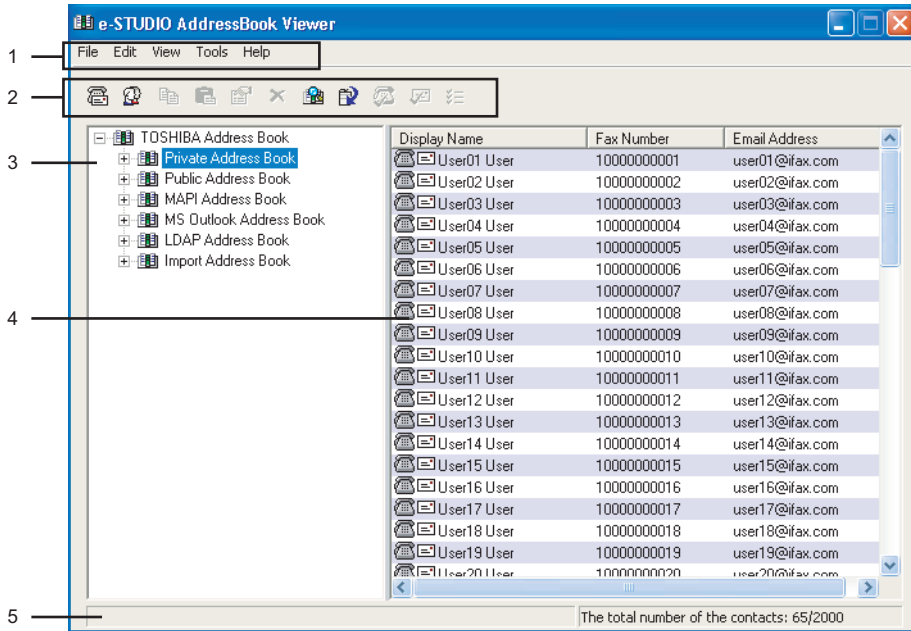 e-STUDIO AddressBook Viewer
1
File Edit View Tools Help
2
3
TOSHIBA Address Book
Private Address Book
Public Address Book
MAPI Address Book
MS Outlook Address Book
LDAP Address Book
Import Address Book
4
Display Name Fax Number Email Address
User01 User 10000000001 user01@ifax.com
User02 User 10000000002 user02@ifax.com
User03 User 10000000003 user03@ifax.com
User04 User 10000000004 user04@ifax.com
User05 User 10000000005 user05@ifax.com
User06 User 10000000006 user06@ifax.com
User07 User 10000000007 user07@ifax.com
User08 User 10000000008 user08@ifax.com
User09 User 10000000009 user09@ifax.com
User10 User 10000000010 user10@ifax.com
User11 User 10000000011 user11@ifax.com
User12 User 10000000012 user12@ifax.com
User13 User 10000000013 user13@ifax.com
User14 User 10000000014 user14@ifax.com
User15 User 10000000015 user15@ifax.com
User16 User 10000000016 user16@ifax.com
User17 User 10000000017 user17@ifax.com
User18 User 10000000018 user18@ifax.com
User19 User 10000000019 user19@ifax.com
User20 User 10000000020 user20@ifax.com
5
The total number of the contacts: 65/2000